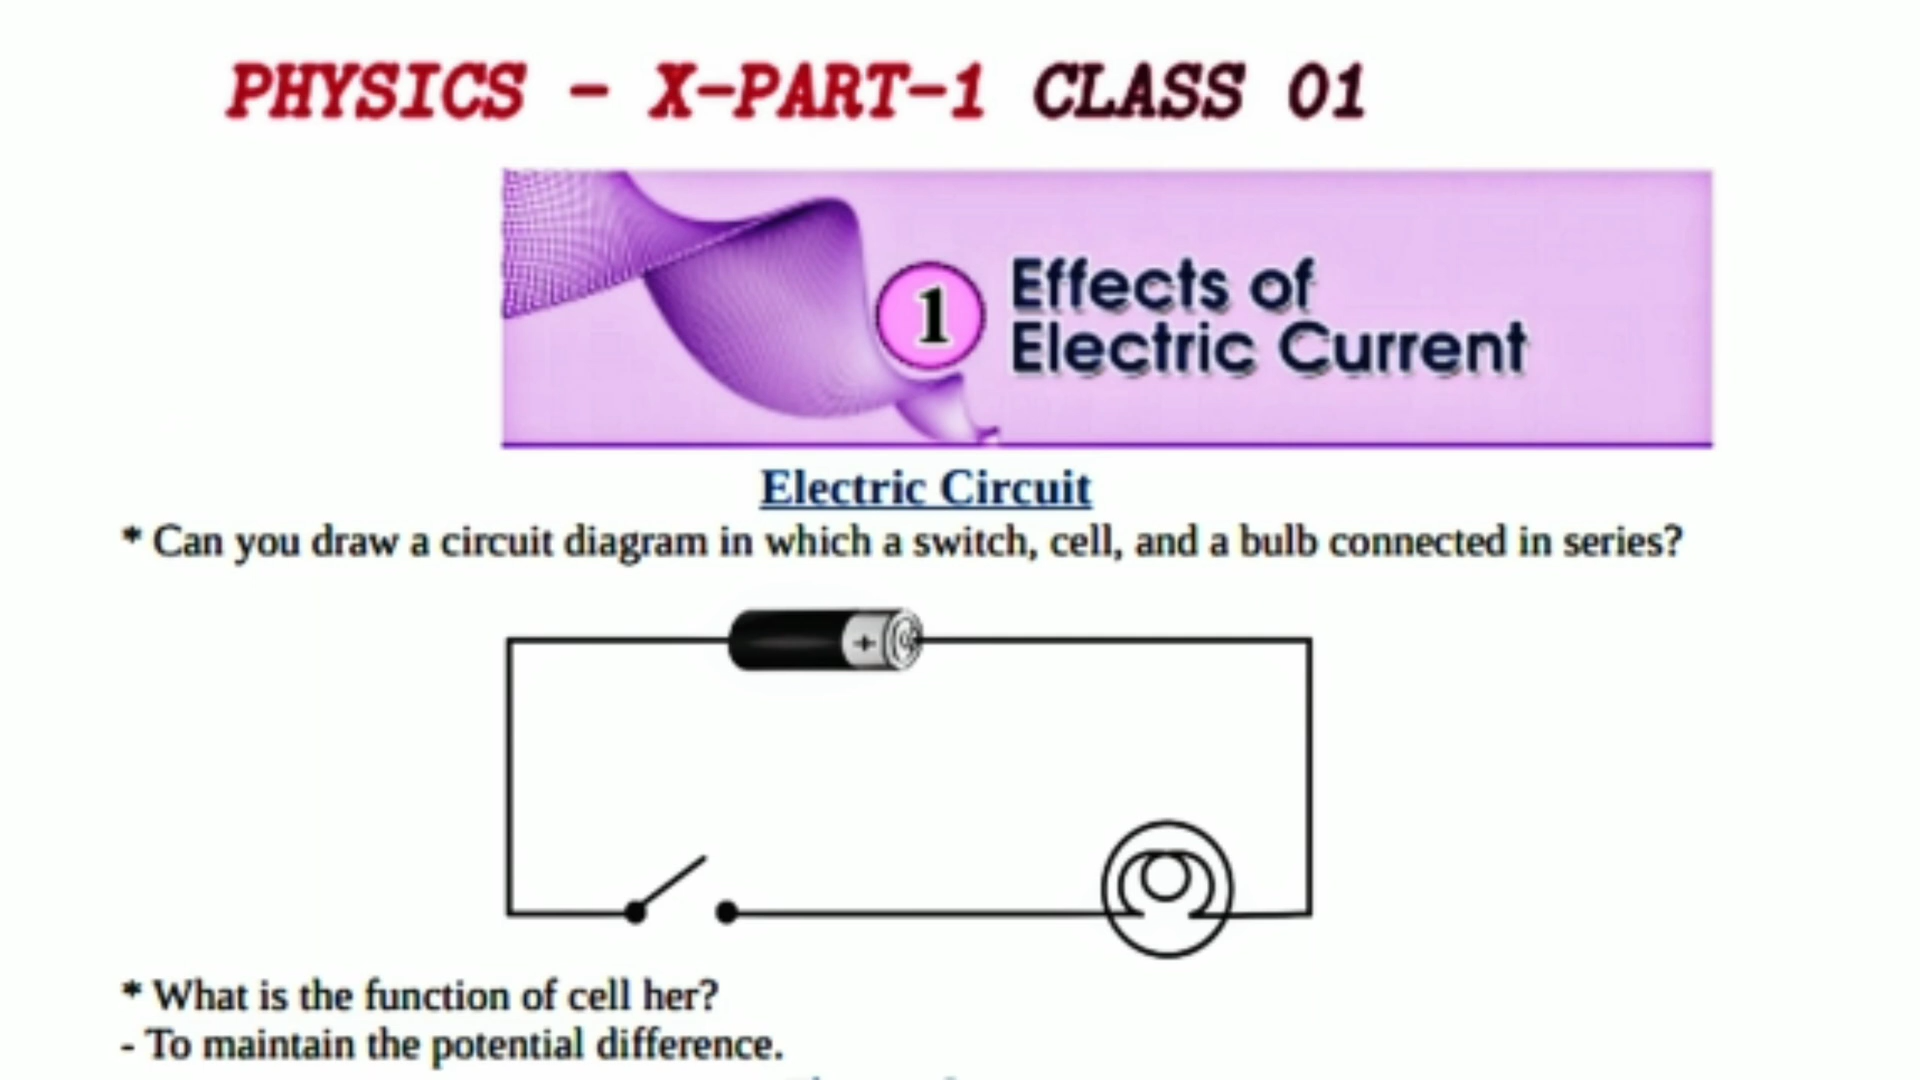 PHYSICS - X-PART-1 CLASS 01
1
Effects of
Electric Current
Electric Circuit
* Can you draw a circuit diagram in which a switch, cell, and a bulb connected in series?
+
* What is the function of cell her?
- To maintain the potential difference.